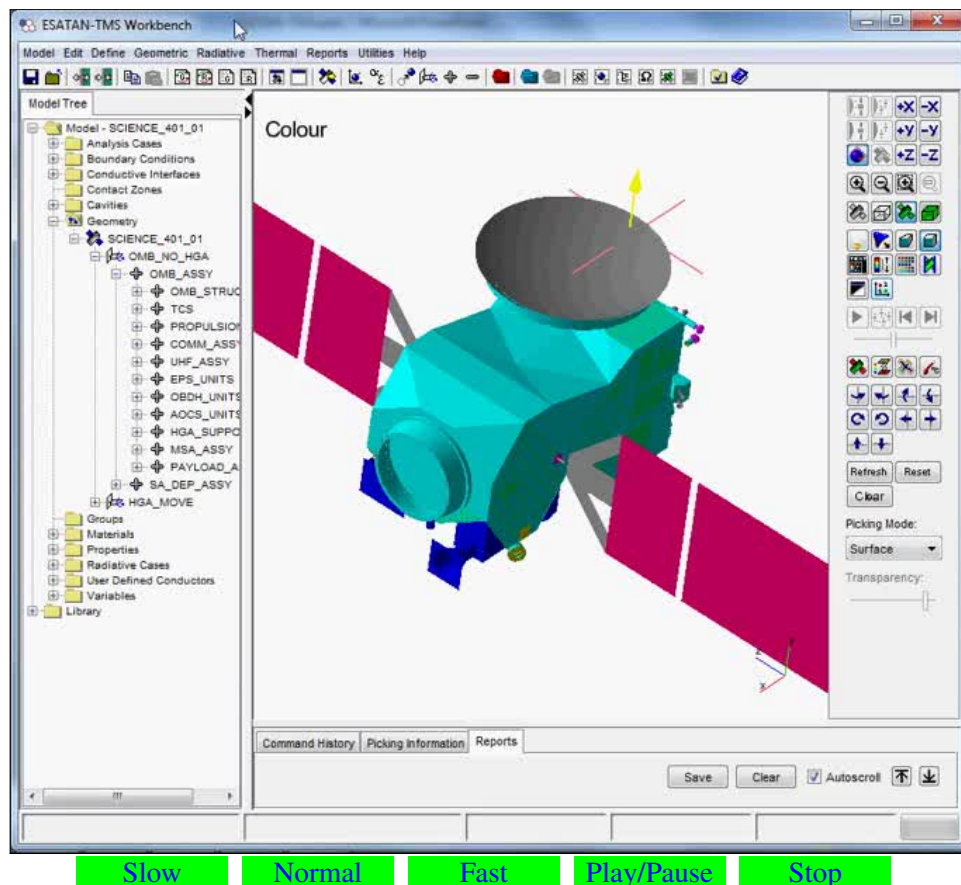 ESATAN-TMS Workbench
Model Edit Define Geometric Radiative Thermal Reports Utilities Help
Model Tree
Model - SCIENCE_401_01
Analysis Cases
Boundary Conditions
Conductive Interfaces
Contact Zones
Cavities
Geometry
SCIENCE_401_01
OMB_NO_HGA
OMB_ASSY
OMB_STRUC
TCS
PROPULSION
COMM_ASSY
UHF_ASSY
EPS_UNITS
OBDH_UNITS
AOCS_UNITS
HGA_SUPPO
MSA_ASSY
PAYLOAD_A
SA_DEP_ASSY
HGA_MOVE
Groups
Materials
Properties
Radiative Cases
User Defined Conductors
Variables
Library
Colour
z
y
x
+X -X
+Y -Y
+Z -Z
Refresh Reset
Clear
Picking Mode:
Surface
Transparency:
Command History Picking Information Reports
Save Clear Autoscroll
Slow Normal Fast Play/Pause Stop